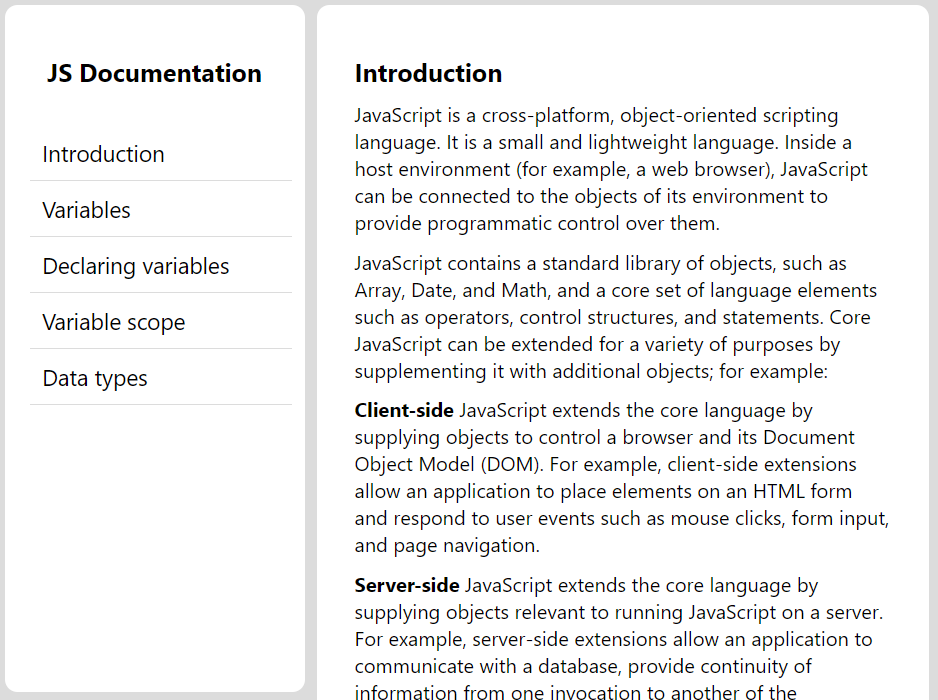 JS Documentation
Introduction
Variables
Declaring variables
Variable scope
Data types
Introduction
JavaScript is a cross-platform, object-oriented scripting
language. It is a small and lightweight language. Inside a
host environment (for example, a web browser), JavaScript
can be connected to the objects of its environment to
provide programmatic control over them.
JavaScript contains a standard library of objects, such as
Array, Date, and Math, and a core set of language elements
such as operators, control structures, and statements. Core
JavaScript can be extended for a variety of purposes by
supplementing it with additional objects; for example:
Client-side JavaScript extends the core language by
supplying objects to control a browser and its Document
Object Model (DOM). For example, client-side extensions
allow an application to place elements on an HTML form
and respond to user events such as mouse clicks, form input,
and page navigation.
Server-side JavaScript extends the core language by
supplying objects relevant to running JavaScript on a server.
For example, server-side extensions allow an application to
communicate with a database, provide continuity of
information from one invocation to another of the